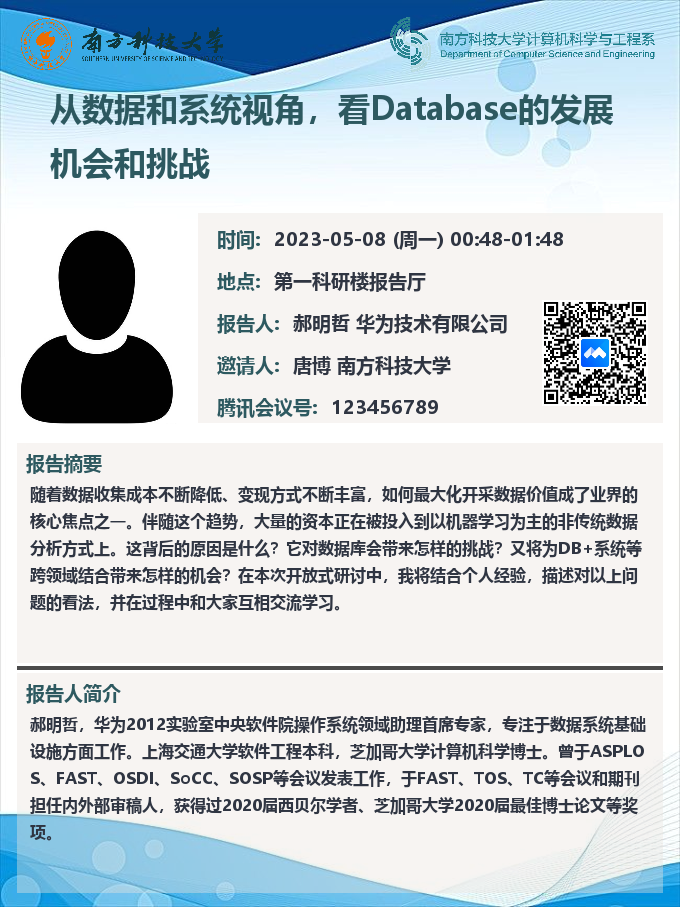 南方科技大学
SOUTHERN UNIVERSITY OF SCIENCE AND TECHNOLOGY
南方科技大学计算机科学与工程系
Department of Computer Science and Engineering
从数据和系统视角，看Database的发展
机会和挑战
时间: 2023-05-08 (周一) 00:48-01:48
地点: 第一科研楼报告厅
报告人: 郝明哲 华为技术有限公司
邀请人: 唐博 南方科技大学
腾讯会议号: 123456789
报告摘要
随着数据收集成本不断降低、变现方式不断丰富，如何最大化开采数据价值成了业界的
核心焦点之一。伴随这个趋势，大量的资本正在被投入到以机器学习为主的非传统数据
分析方式上。这背后的原因是什么？它对数据库会带来怎样的挑战？又将为DB+系统等
跨领域结合带来怎样的机会？在本次开放式研讨中，我将结合个人经验，描述对以上问
题的看法，并在过程中和大家互相交流学习。
报告人简介
郝明哲，华为2012实验室中央软件院操作系统领域助理首席专家，专注于数据系统基础
设施方面工作。上海交通大学软件工程本科，芝加哥大学计算机科学博士。曾于ASPLO
S、FAST、OSDI、SoCC、SOSP等会议发表工作，于FAST、TOS、TC等会议和期刊
担任内外部审稿人，获得过2020届西贝尔学者、芝加哥大学2020届最佳博士论文等奖
项。